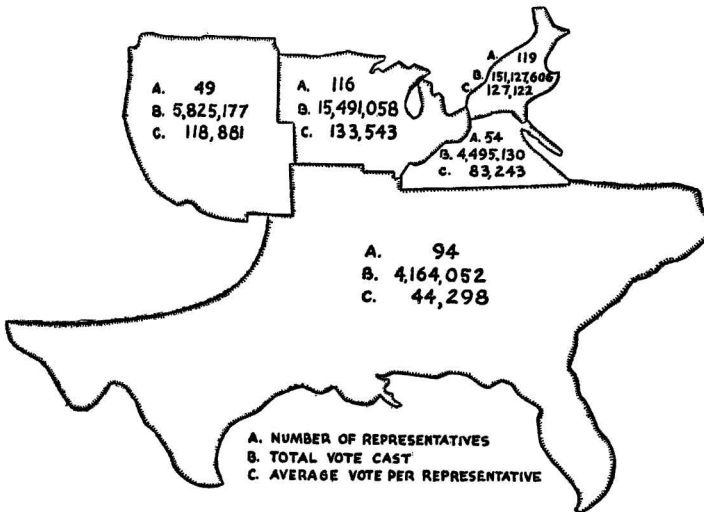 A. 49
B. 5,825,177
C. 118,881
A. 116
B. 15,491,058
C. 133,543
A. 119
B. 151,127,606
C. 127,122
A. 54
B. 4,495,130
C. 83,243
A. 94
B. 4,164,052
C. 44,298
A. NUMBER OF REPRESENTATIVES
B. TOTAL VOTE CAST
C. AVERAGE VOTE PER REPRESENTATIVE